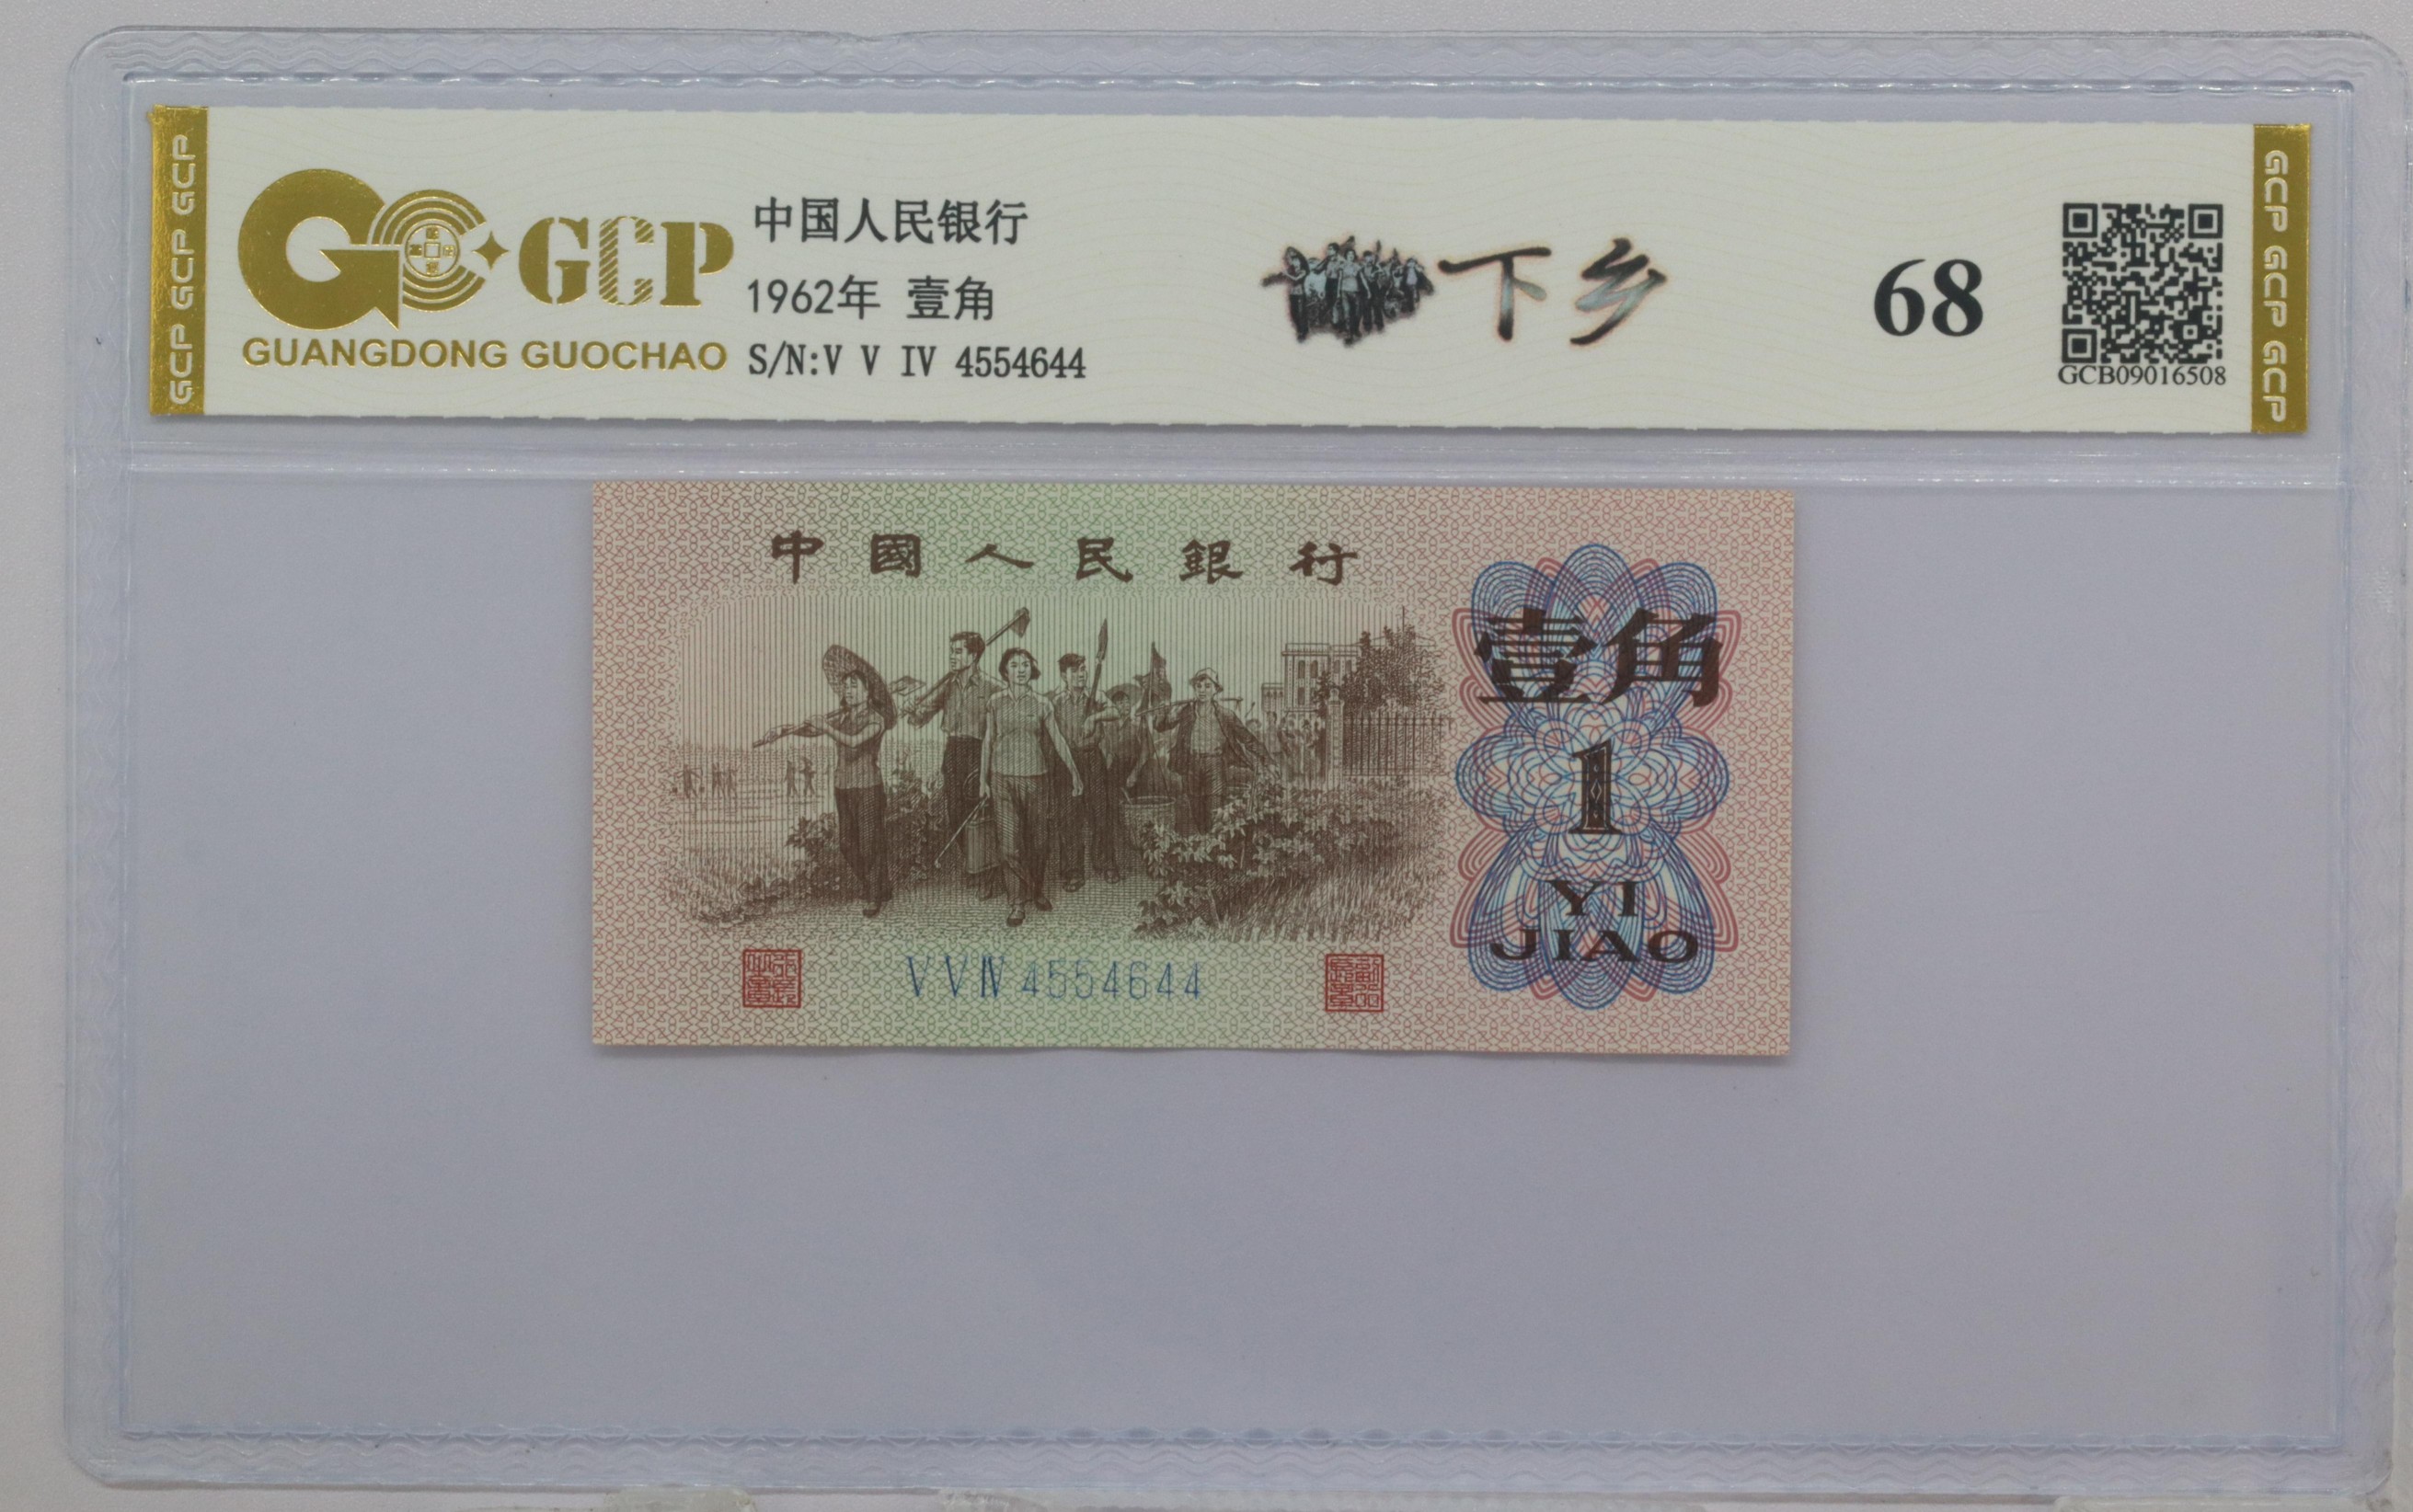 GCP GCP GCP
GCP
GUANGDONG GUOCHAO
中国人民银行
1962年 壹角
S/N:V V IV 4554644
下乡
68
GCB09016508
GCP GCP GCP
中國人民銀行
壹角
1
YI
JIAO
V V IV 4554644